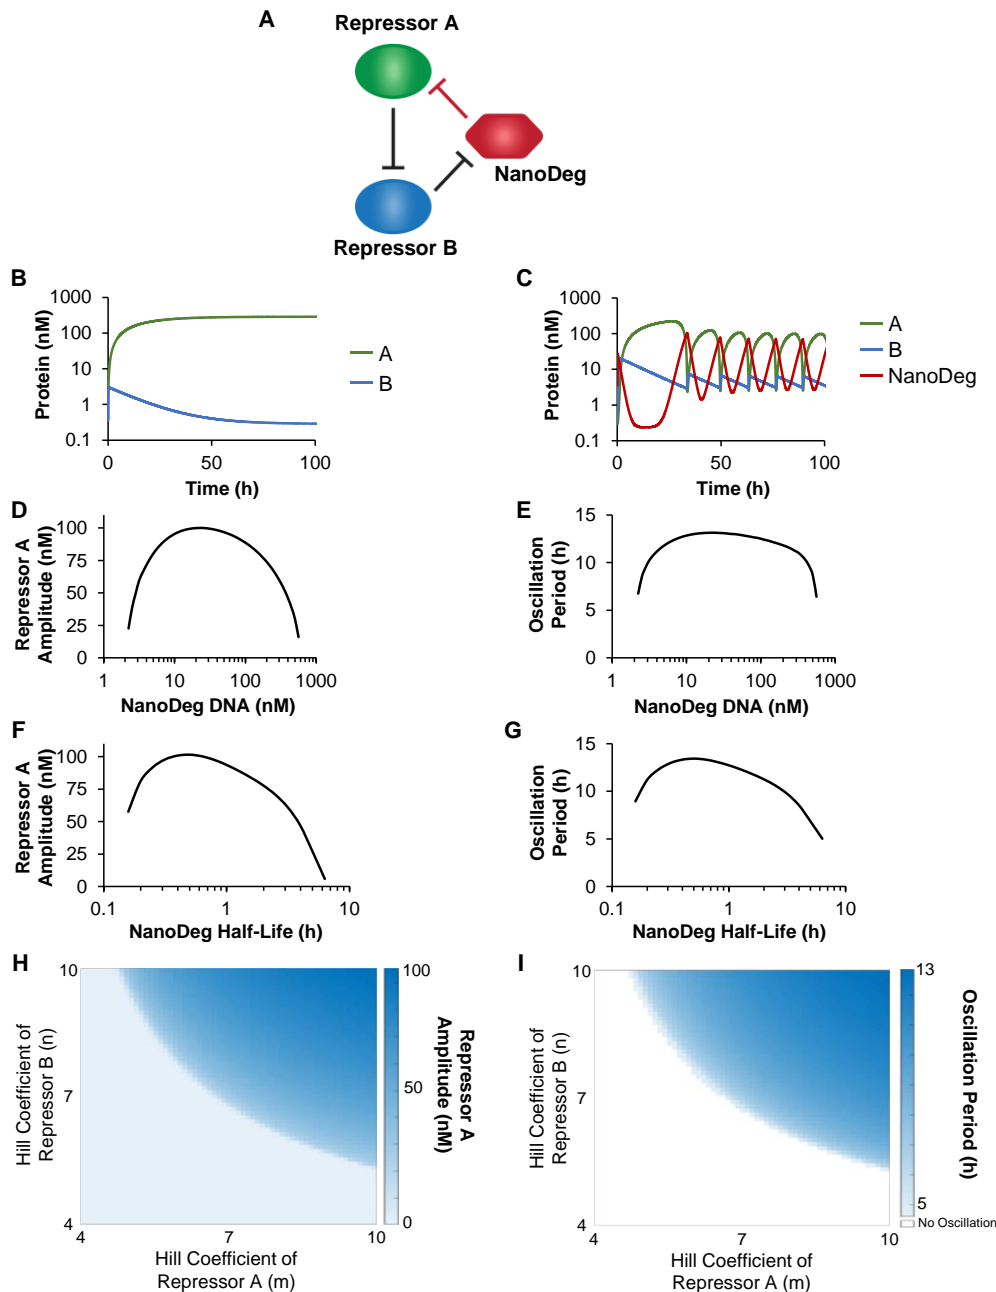 A
Repressor A
NanoDeg
Repressor B
B
Protein (nM)
1000
100
10
1
0.1
0
50
100
Time (h)
A
B
C
Protein (nM)
1000
100
10
1
0.1
0
50
100
Time (h)
A
B
NanoDeg
D
Repressor A
Amplitude (nM)
100
75
50
25
0
1
10
100
1000
NanoDeg DNA (nM)
E
Oscillation
Period (h)
15
10
5
0
1
10
100
1000
NanoDeg DNA (nM)
F
Repressor A
Amplitude (nM)
100
75
50
25
0
0.1
1
10
NanoDeg Half-Life (h)
G
Oscillation
Period (h)
15
10
5
0
0.1
1
10
NanoDeg Half-Life (h)
H
Hill Coefficient of
Repressor B (n)
10
7
4
4
7
10
Hill Coefficient of
Repressor A (m)
100
50
0
Repressor A
Amplitude (nM)
I
Hill Coefficient of
Repressor B (n)
10
7
4
4
7
10
Hill Coefficient of
Repressor A (m)
13
5
No Oscillation
Oscillation Period (h)